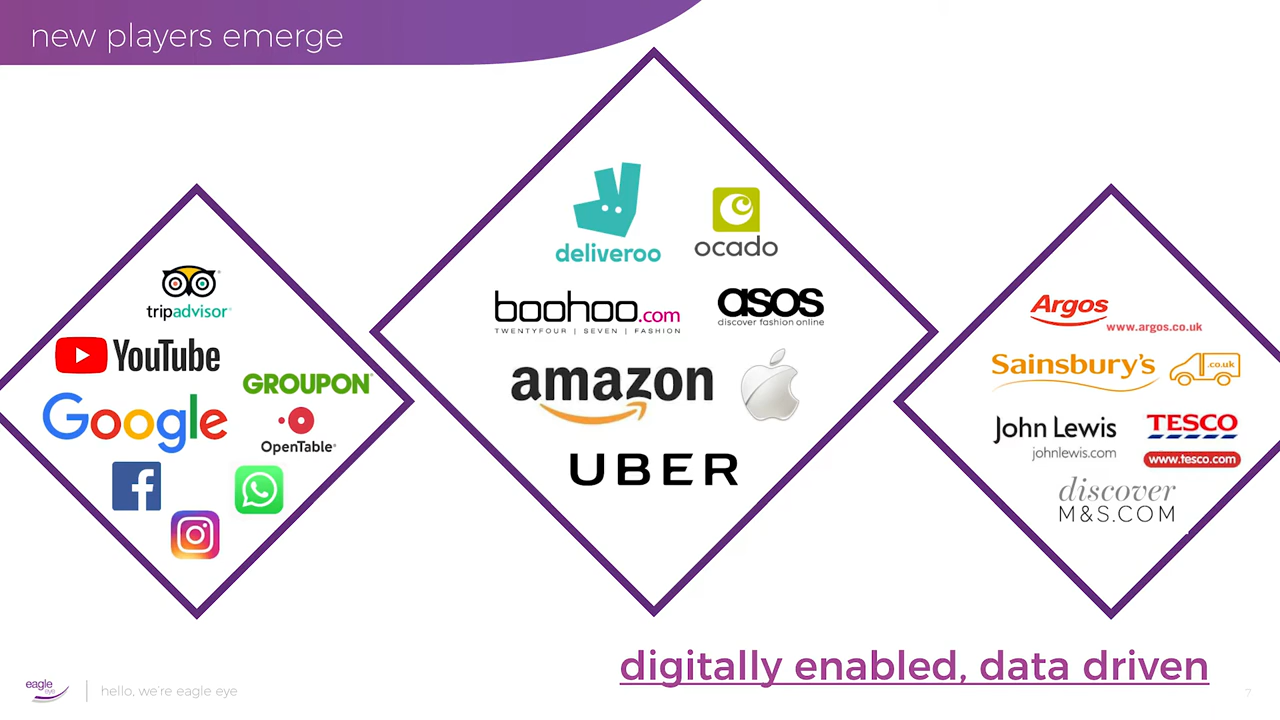 new players emerge
tripadvisor®
YouTube
GROUPON
Google
OpenTable®
deliveroo
ocado
boohoo.com
TWENTYFOUR | SEVEN | FASHION
asos
discover fashion online
amazon
UBER
Argos
www.argos.co.uk
Sainsbury's
.co.uk
John Lewis
johnlewis.com
TESCO
www.tesco.com
discover
M&S.COM
digitally enabled, data driven
eagle
eye
hello, we're eagle eye
7